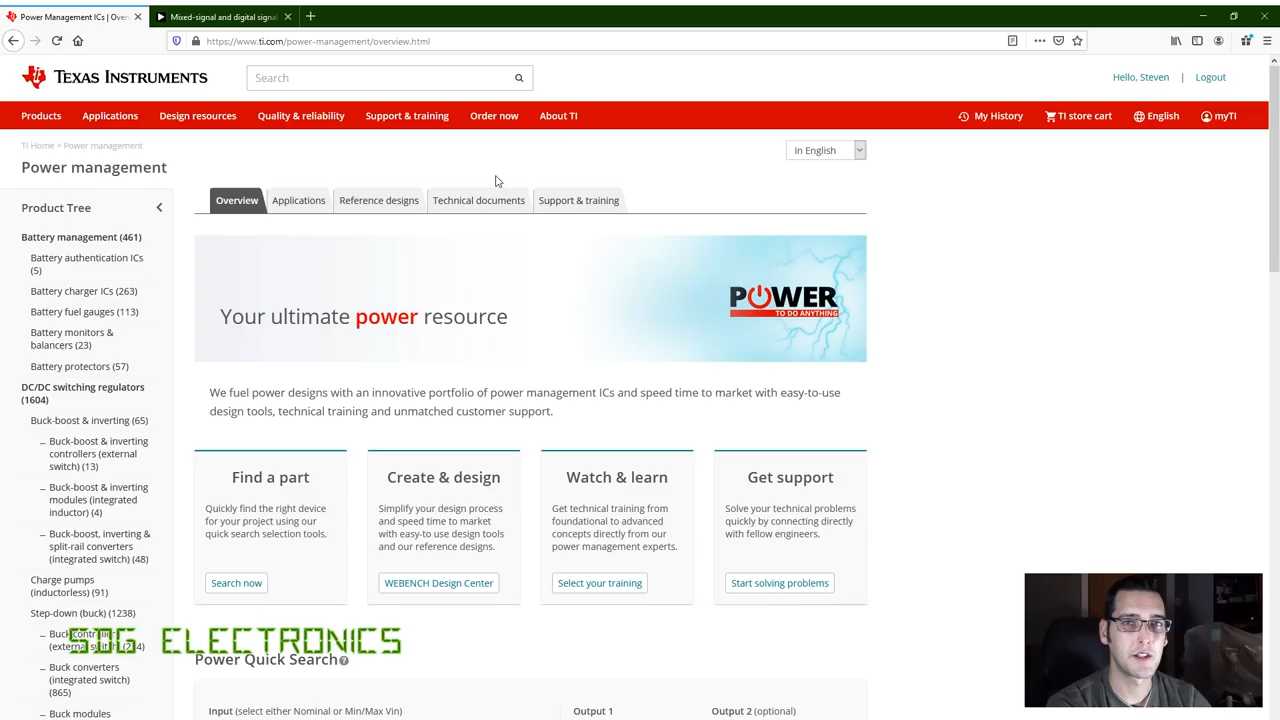 Power Management ICs | Over
Mixed-signal and digital signal
https://www.ti.com/power-management/overview.html
TEXAS INSTRUMENTS
Search
Hello, Steven | Logout
Products
Applications
Design resources
Quality & reliability
Support & training
Order now
About TI
My History
TI store cart
English
myTI
TI Home > Power management
In English
Power management
Product Tree
Battery management (461)
Battery authentication ICs
(5)
Battery charger ICs (263)
Battery fuel gauges (113)
Battery monitors &
balancers (23)
Battery protectors (57)
DC/DC switching regulators
(1604)
Buck-boost & inverting (65)
Buck-boost & inverting
controllers (external
switch) (13)
Buck-boost & inverting
modules (integrated
inductor) (4)
Buck-boost, inverting &
split-rail converters
(integrated switch) (48)
Charge pumps
(inductorless) (91)
Step-down (buck) (1238)
Buck
(external
Buck converters
(integrated switch)
(865)
Buck modules
Overview
Applications
Reference designs
Technical documents
Support & training
Your ultimate power resource
POWER
TO DO ANYTHING
We fuel power designs with an innovative portfolio of power management ICs and speed time to market with easy-to-use
design tools, technical training and unmatched customer support.
Find a part
Quickly find the right device
for your project using our
quick search selection tools.
Search now
Create & design
Simplify your design process
and speed time to market
with easy-to use design tools
and our reference designs.
WEBENCH Design Center
Watch & learn
Get technical training from
foundational to advanced
concepts directly from our
power management experts.
Select your training
Get support
Solve your technical problems
quickly by connecting directly
with fellow engineers.
Start solving problems
SDG ELECTRONICS
Power Quick Search
Input (select either Nominal or Min/Max Vin)
Output 1
Output 2 (optional)